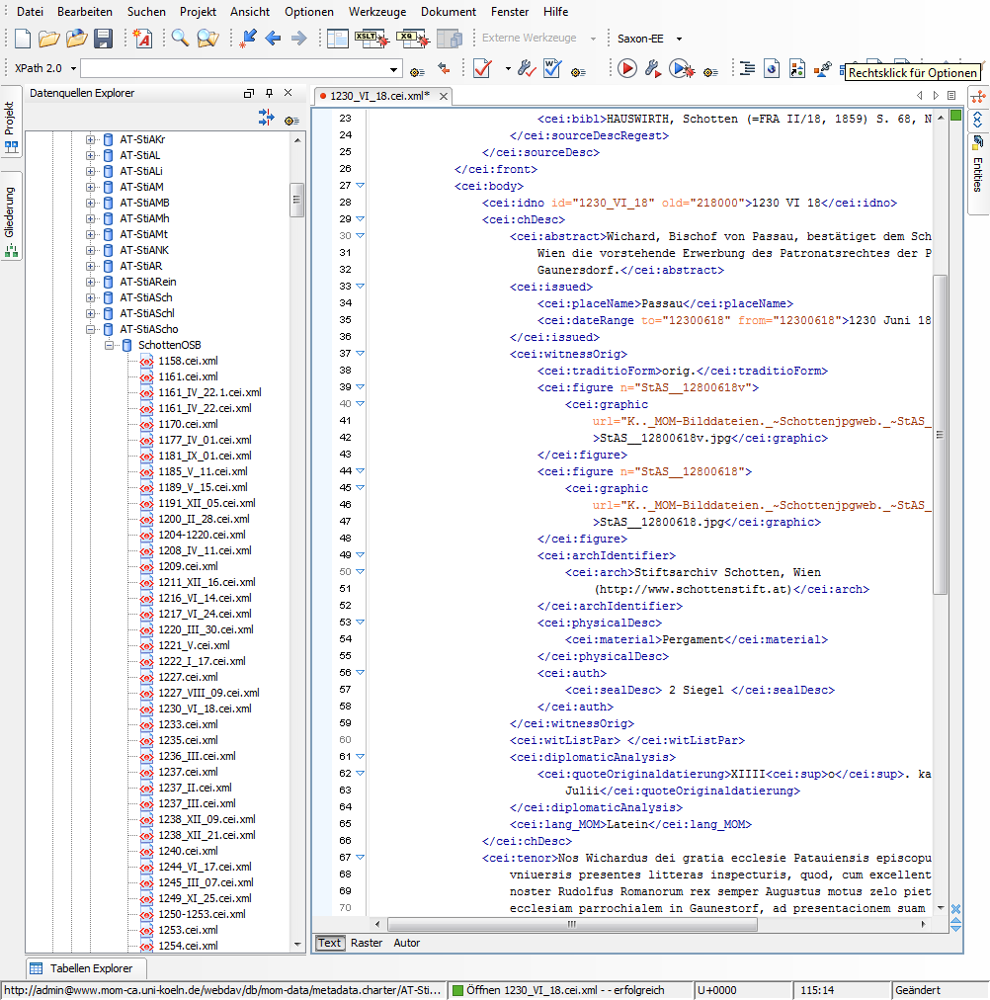 Datei Bearbeiten Suchen Projekt Ansicht Optionen Werkzeuge Dokument Fenster Hilfe
XSLT XQ Externe Werkzeuge Saxon-EE
XPath 2.0
Rechtsklick für Optionen
Projekt
Gliederung
Datenquellen Explorer
AT-StiAKr
AT-StiAL
AT-StiALi
AT-StiAM
AT-StiAMB
AT-StiAMh
AT-StiAMt
AT-StiANK
AT-StiAR
AT-StiARein
AT-StiASch
AT-StiASchl
AT-StiAScho
SchottenOSB
1158.cei.xml
1161.cei.xml
1161_IV_22.1.cei.xml
1161_IV_22.cei.xml
1170.cei.xml
1177_IV_01.cei.xml
1181_IX_01.cei.xml
1185_V_11.cei.xml
1189_V_15.cei.xml
1191_XII_05.cei.xml
1200_II_28.cei.xml
1204-1220.cei.xml
1208_IV_11.cei.xml
1209.cei.xml
1211_XII_16.cei.xml
1216_VI_14.cei.xml
1217_VI_24.cei.xml
1220_III_30.cei.xml
1221_V.cei.xml
1222_I_17.cei.xml
1227.cei.xml
1227_VIII_09.cei.xml
1230_VI_18.cei.xml
1233.cei.xml
1235.cei.xml
1236_III.cei.xml
1237.cei.xml
1237_II.cei.xml
1237_III.cei.xml
1238_XII_09.cei.xml
1238_XII_21.cei.xml
1240.cei.xml
1244_VI_17.cei.xml
1245_III_07.cei.xml
1249_XI_25.cei.xml
1250-1253.cei.xml
1253.cei.xml
1254.cei.xml
Tabellen Explorer
1230_VI_18.cei.xml*
23 <cei:bibl>HAUSWIRTH, Schotten (=FRA II/18, 1859) S. 68, N
24 </cei:sourceDescRegest>
25 </cei:sourceDesc>
26 </cei:front>
27 <cei:body>
28 <cei:idno id="1230_VI_18" old="218000">1230 VI 18</cei:idno>
29 <cei:chDesc>
30 <cei:abstract>Wichard, Bischof von Passau, bestätiget dem Sch
31 Wien die vorstehende Erwerbung des Patronatsrechtes der P
32 Gaunersdorf.</cei:abstract>
33 <cei:issued>
34 <cei:placeName>Passau</cei:placeName>
35 <cei:dateRange to="12300618" from="12300618">1230 Juni 18
36 </cei:issued>
37 <cei:witnessOrig>
38 <cei:traditioForm>orig.</cei:traditioForm>
39 <cei:figure n="StAS__12800618v">
40 <cei:graphic
41 url="K.._MOM-Bilddateien._~Schottenjpgweb._~StAS_
42 >StAS__12800618v.jpg</cei:graphic>
43 </cei:figure>
44 <cei:figure n="StAS__12800618">
45 <cei:graphic
46 url="K.._MOM-Bilddateien._~Schottenjpgweb._~StAS_
47 >StAS__12800618.jpg</cei:graphic>
48 </cei:figure>
49 <cei:archIdentifier>
50 <cei:arch>Stiftsarchiv Schotten, Wien
51 (http://www.schottenstift.at)</cei:arch>
52 </cei:archIdentifier>
53 <cei:physicalDesc>
54 <cei:material>Pergament</cei:material>
55 </cei:physicalDesc>
56 <cei:auth>
57 <cei:sealDesc> 2 Siegel </cei:sealDesc>
58 </cei:auth>
59 </cei:witnessOrig>
60 <cei:witListPar> </cei:witListPar>
61 <cei:diplomaticAnalysis>
62 <cei:quoteOriginaldatierung>XIIII<cei:sup>o</cei:sup>. ka
63 Julii</cei:quoteOriginaldatierung>
64 </cei:diplomaticAnalysis>
65 <cei:lang_MOM>Latein</cei:lang_MOM>
66 </cei:chDesc>
67 <cei:tenor>Nos Wichardus dei gratia ecclesie Patauiensis episcopu
68 vniuersis presentes litteras inspecturis, quod, cum excellent
69 noster Rudolfus Romanorum rex semper Augustus motus zelo piet
70 ecclesiam parrochialem in Gaunestorf, ad presentacionem suam
Text Raster Autor
Entities
http://admin@www.mom-ca.uni-koeln.de/webdav/db/mom-data/metadata.charter/AT-Sti... Öffnen 1230_VI_18.cei.xml - - erfolgreich U+0000 115:14 Geändert